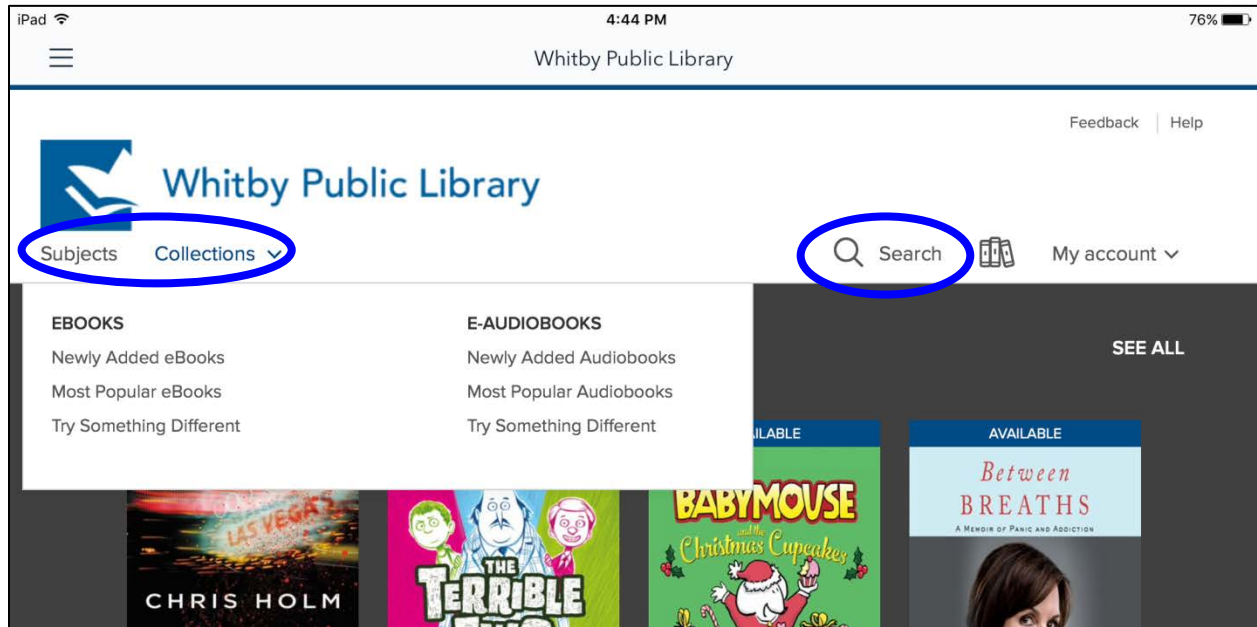 iPad 4:44 PM 76%
Whitby Public Library
Feedback Help
Whitby Public Library
Subjects Collections Search My account
EBOOKS E-AUDIOBOOKS
Newly Added eBooks Newly Added Audiobooks
Most Popular eBooks Most Popular Audiobooks
Try Something Different Try Something Different
SEE ALL
AVAILABLE
Between
BREATHS
A MEMOIR OF PANIC AND ADDICTION
LAS VEGAS
CHRIS HOLM
THE
TERRIBLE
BABYMOUSE
and the
Christmas Cupcakes